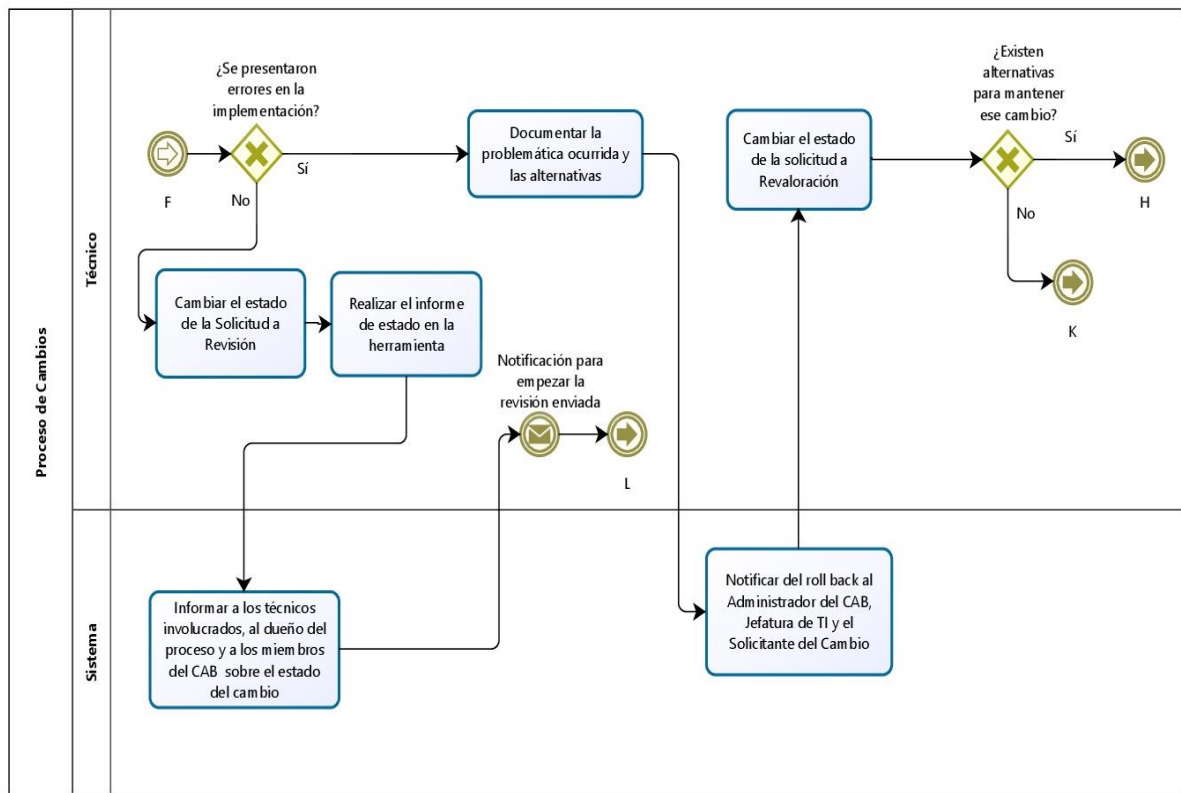 Proceso de Cambios
Técnico
¿Se presentaron
errores en la
implementación?
F
Sí
No
Documentar la
problemática ocurrida y
las alternativas
Cambiar el estado
de la solicitud a
Revaloración
¿Existen
alternativas
para mantener
ese cambio?
Sí
H
No
K
Cambiar el estado
de la Solicitud a
Revisión
Realizar el informe
de estado en la
herramienta
Notificación para
empezar la
revisión enviada
L
Sistema
Informar a los técnicos
involucrados, al dueño del
proceso y a los miembros
del CAB sobre el estado
del cambio
Notificar del roll back al
Administrador del CAB,
Jefatura de TI y el
Solicitante del Cambio